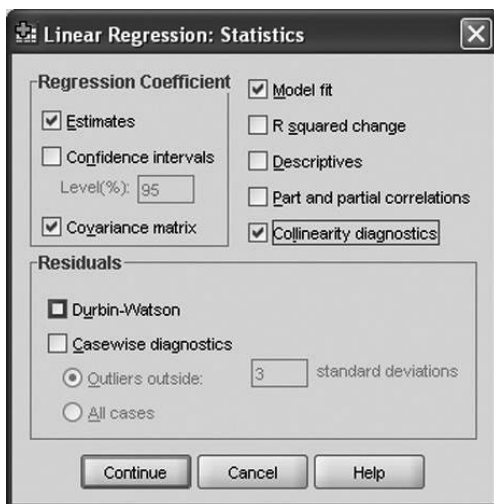 Linear Regression: Statistics
Regression Coefficient
Estimates
Confidence intervals
Level(%): 95
Covariance matrix
Model fit
R squared change
Descriptives
Part and partial correlations
Collinearity diagnostics
Residuals
Durbin-Watson
Casewise diagnostics
Outliers outside: 3 standard deviations
All cases
Continue Cancel Help